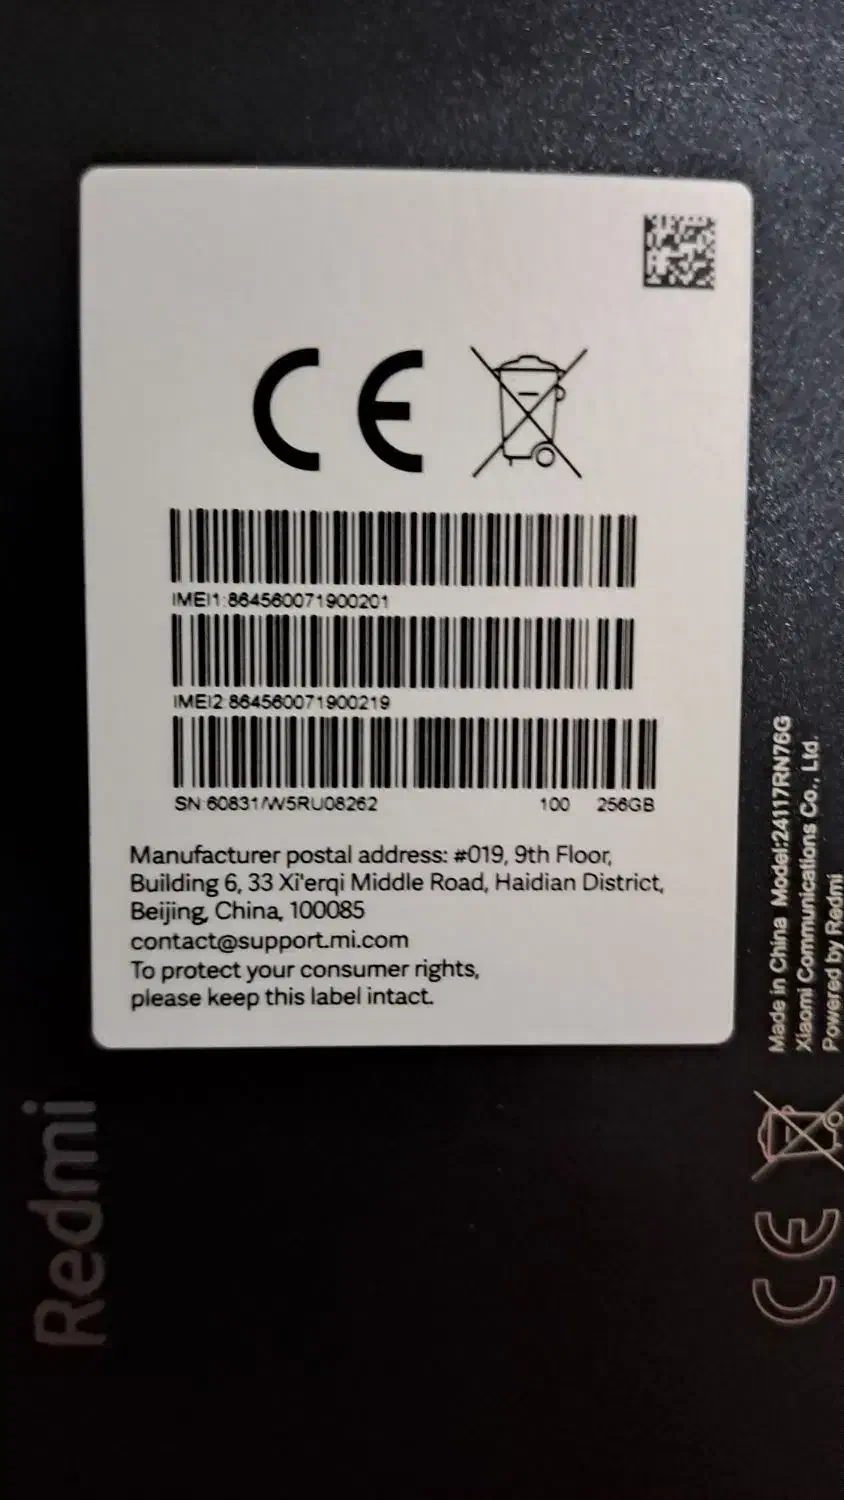 CE
IMEI1:864560071900201
IMEI2:864560071900219
SN:60831/W5RU08262 100 256GB
Manufacturer postal address: #019, 9th Floor,
Building 6, 33 Xi'erqi Middle Road, Haidian District,
Beijing, China, 100085
contact@support.mi.com
To protect your consumer rights,
please keep this label intact.
Redmi
Made in China Model:24117RN76G
Xiaomi Communications Co., Ltd.
Powered by Redmi
CE